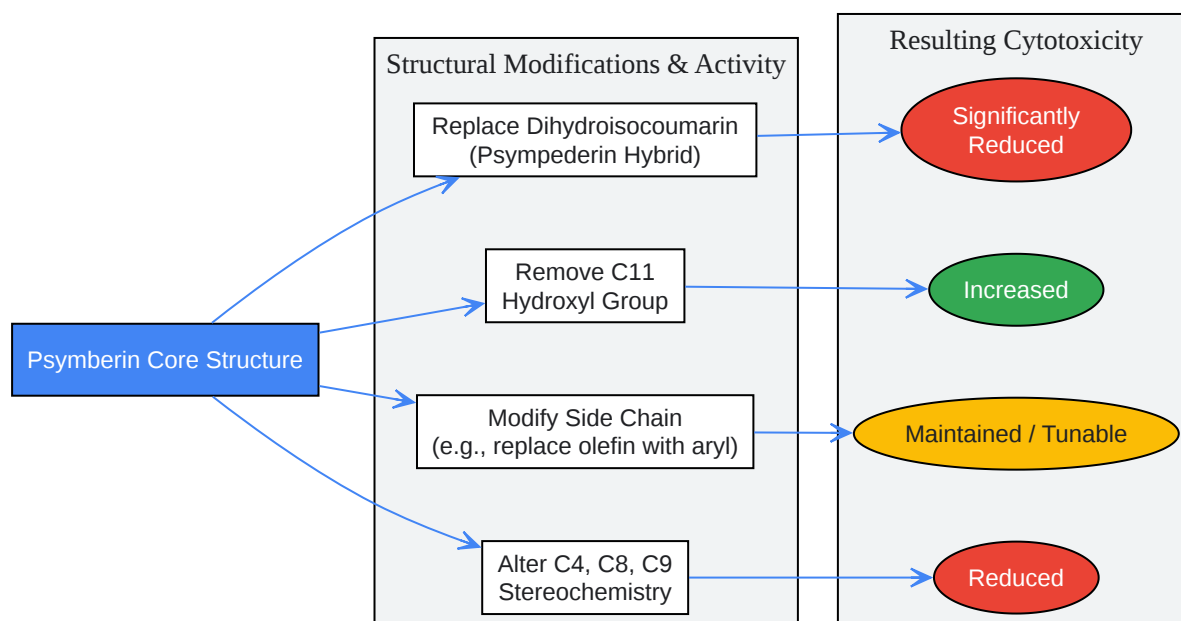 Structural Modifications & Activity
Resulting Cytotoxicity
Psymberin Core Structure
Replace Dihydroisocoumarin
(Psympederin Hybrid)
Significantly
Reduced
Remove C11
Hydroxyl Group
Increased
Modify Side Chain
(e.g., replace olefin with aryl)
Maintained / Tunable
Alter C4, C8, C9
Stereochemistry
Reduced